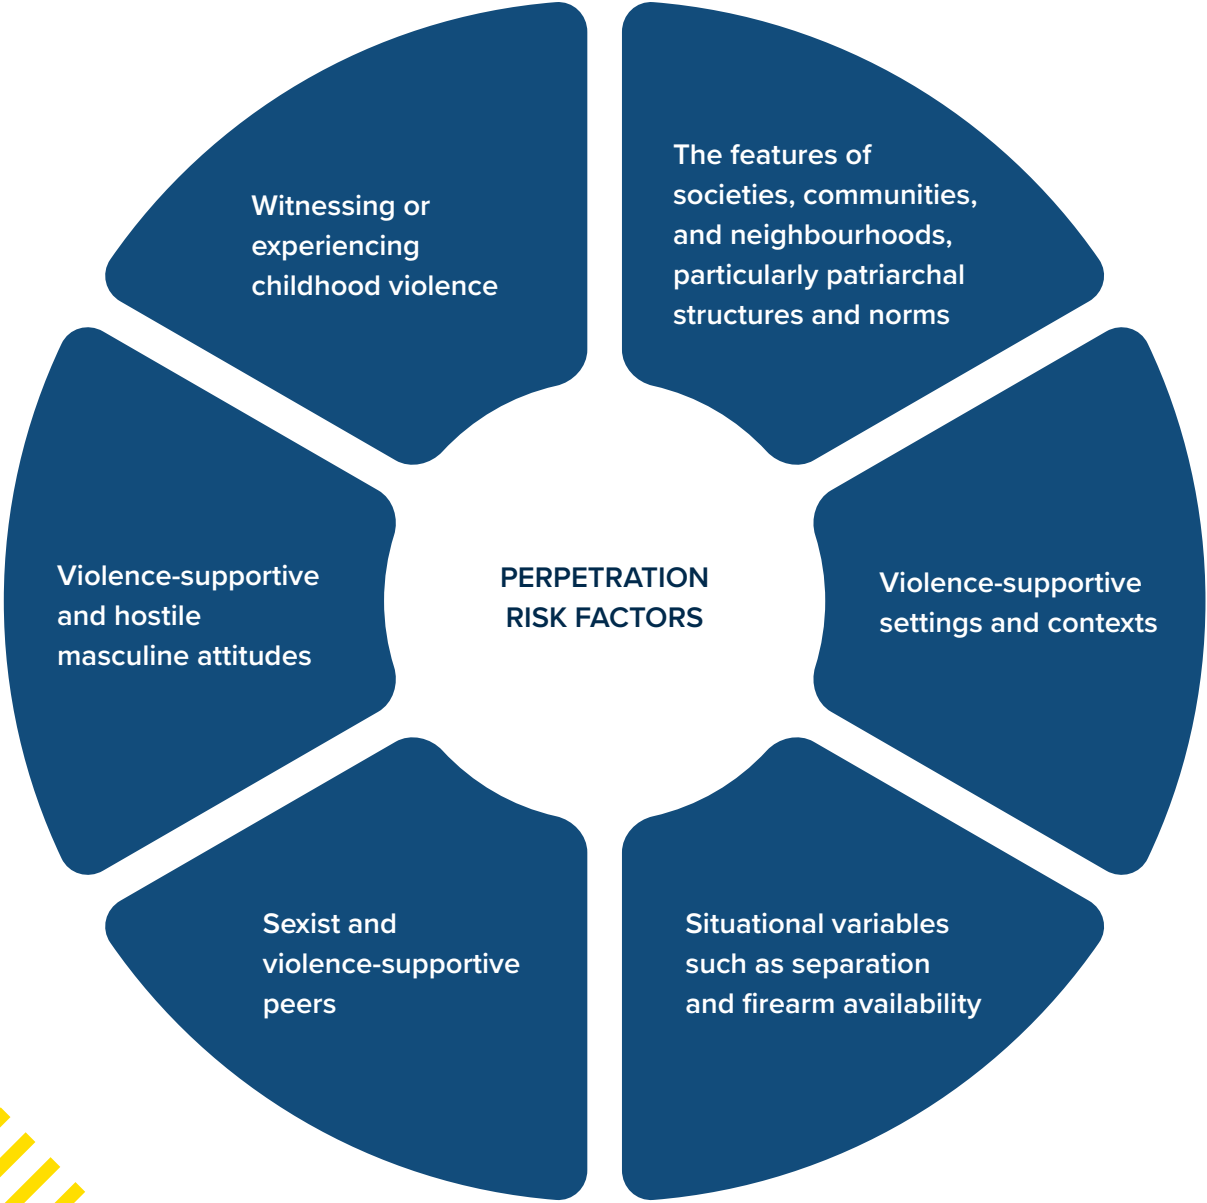 Witnessing or
experiencing
childhood violence
The features of
societies, communities,
and neighbourhoods,
particularly patriarchal
structures and norms
Violence-supportive
and hostile
masculine attitudes
PERPETRATION
RISK FACTORS
Violence-supportive
settings and contexts
Sexist and
violence-supportive
peers
Situational variables
such as separation
and firearm availability